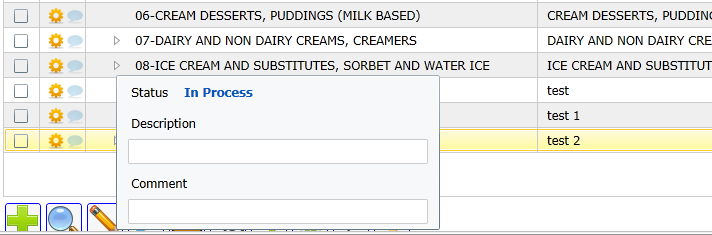 06-CREAM DESSERTS, PUDDINGS (MILK BASED) CREAM DESSERTS, PUDDIN
07-DAIRY AND NON DAIRY CREAMS, CREAMERS DAIRY AND NON DAIRY CRE
08-ICE CREAM AND SUBSTITUTES, SORBET AND WATER ICE ICE CREAM AND SUBSTITUT
Status In Process
test
Description
test 1
test 2
Comment